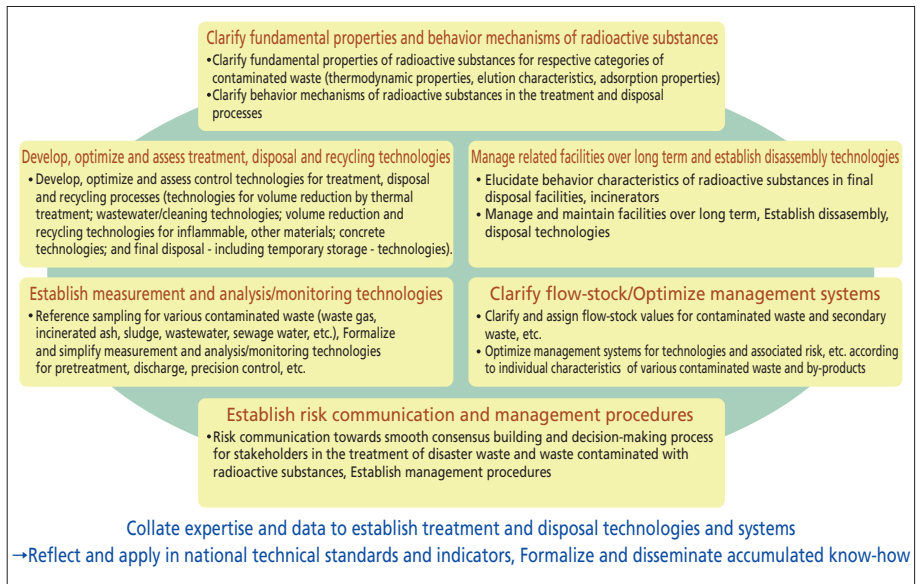 Clarify fundamental properties and behavior mechanisms of radioactive substances
•Clarify fundamental properties of radioactive substances for respective categories of
contaminated waste (thermodynamic properties, elution characteristics, adsorption properties)
•Clarify behavior mechanisms of radioactive substances in the treatment and disposal
processes
Develop, optimize and assess treatment, disposal and recycling technologies
• Develop, optimize and assess control technologies for treatment, disposal
and recycling processes (technologies for volume reduction by thermal
treatment; wastewater/cleaning technologies; volume reduction and
recycling technologies for inflammable, other materials; concrete
technologies; and final disposal - including temporary storage - technologies).
Manage related facilities over long term and establish disassembly technologies
• Elucidate behavior characteristics of radioactive substances in final
disposal facilities, incinerators
• Manage and maintain facilities over long term, Establish dissasembly,
disposal technologies
Establish measurement and analysis/monitoring technologies
• Reference sampling for various contaminated waste (waste gas,
incinerated ash, sludge, wastewater, sewage water, etc.), Formalize
and simplify measurement and analysis/monitoring technologies
for pretreatment, discharge, precision control, etc.
Clarify flow-stock/Optimize management systems
• Clarify and assign flow-stock values for contaminated waste and secondary
waste, etc.
• Optimize management systems for technologies and associated risk, etc. according
to individual characteristics of various contaminated waste and by-products
Establish risk communication and management procedures
•Risk communication towards smooth consensus building and decision-making process
for stakeholders in the treatment of disaster waste and waste contaminated with
radioactive substances, Establish management procedures
Collate expertise and data to establish treatment and disposal technologies and systems
→Reflect and apply in national technical standards and indicators, Formalize and disseminate accumulated know-how